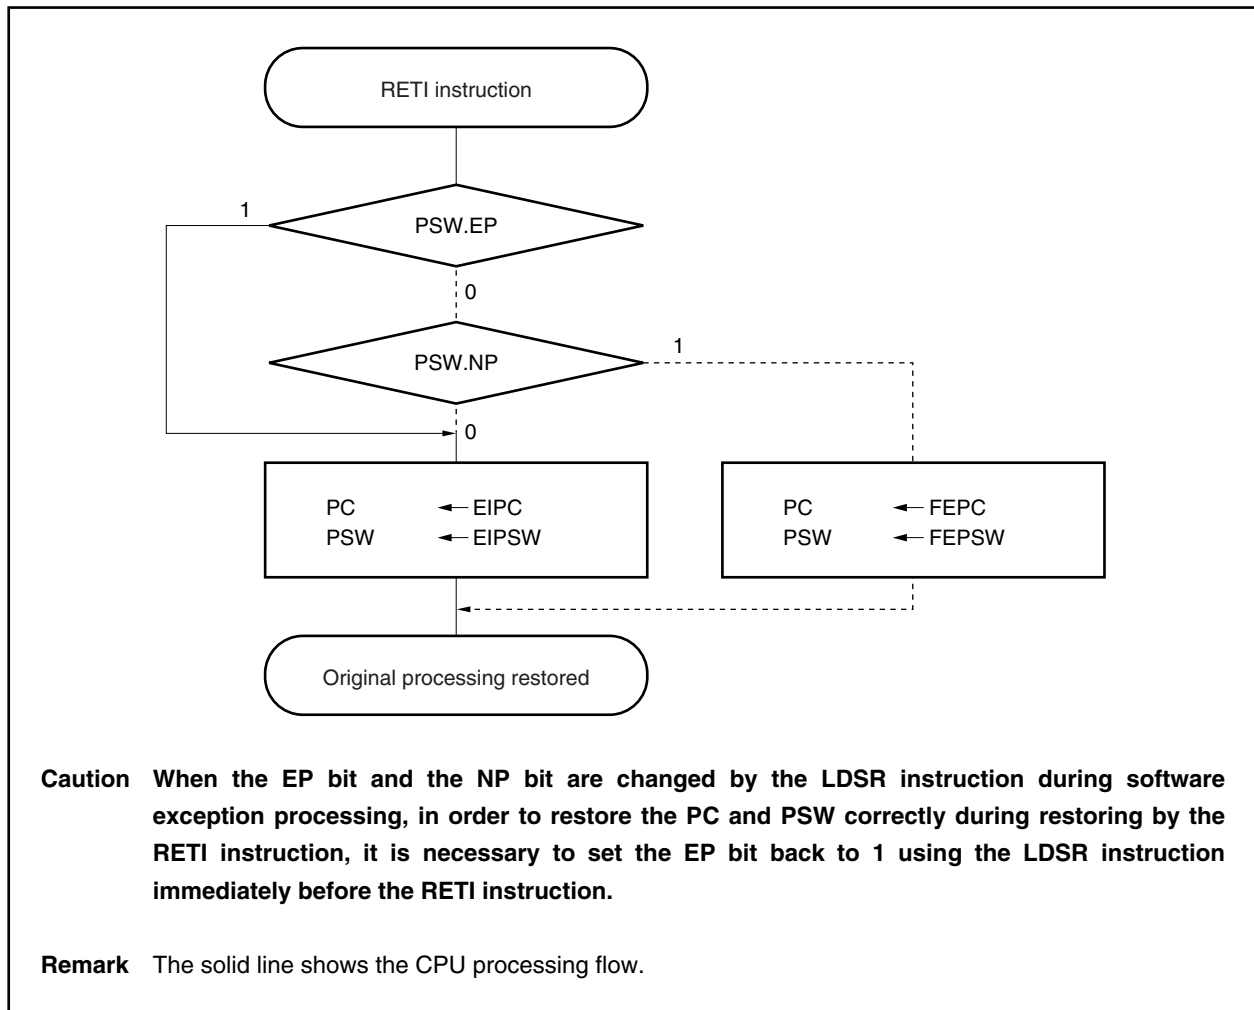 RETI instruction
1
PSW.EP
0
PSW.NP
1
0
PC ← EIPC
PSW ← EIPSW
PC ← FEPC
PSW ← FEPSW
Original processing restored
Caution When the EP bit and the NP bit are changed by the LDSR instruction during software
exception processing, in order to restore the PC and PSW correctly during restoring by the
RETI instruction, it is necessary to set the EP bit back to 1 using the LDSR instruction
immediately before the RETI instruction.
Remark The solid line shows the CPU processing flow.